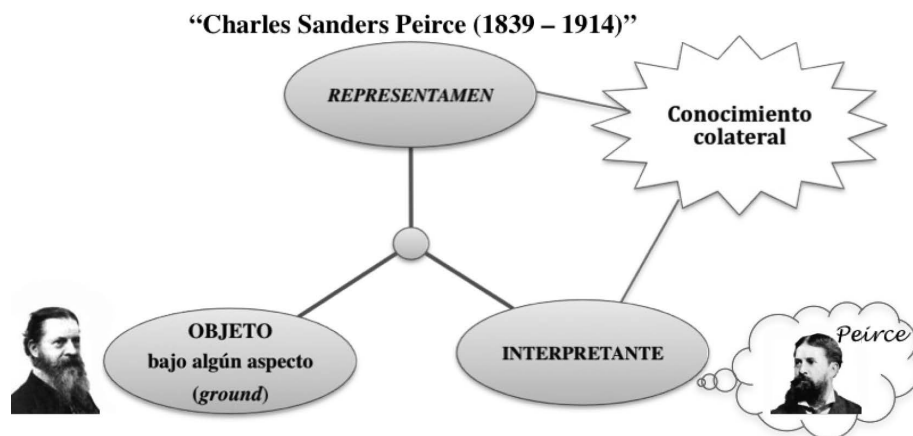 “Charles Sanders Peirce (1839 – 1914)”
REPRESENTAMEN
Conocimiento
colateral
OBJETO
bajo algún aspecto
(ground)
INTERPRETANTE
Peirce